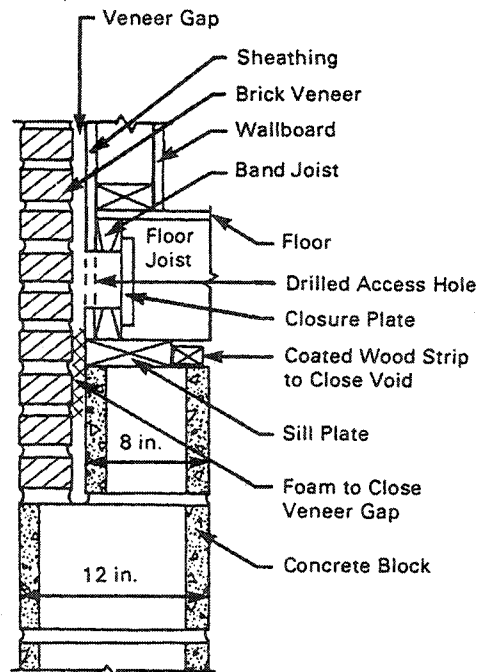 Veneer Gap
Sheathing
Brick Veneer
Wallboard
Band Joist
Floor
Joist
Floor
Drilled Access Hole
Closure Plate
Coated Wood Strip
to Close Void
Sill Plate
8 in.
Foam to Close
Veneer Gap
Concrete Block
12 in.